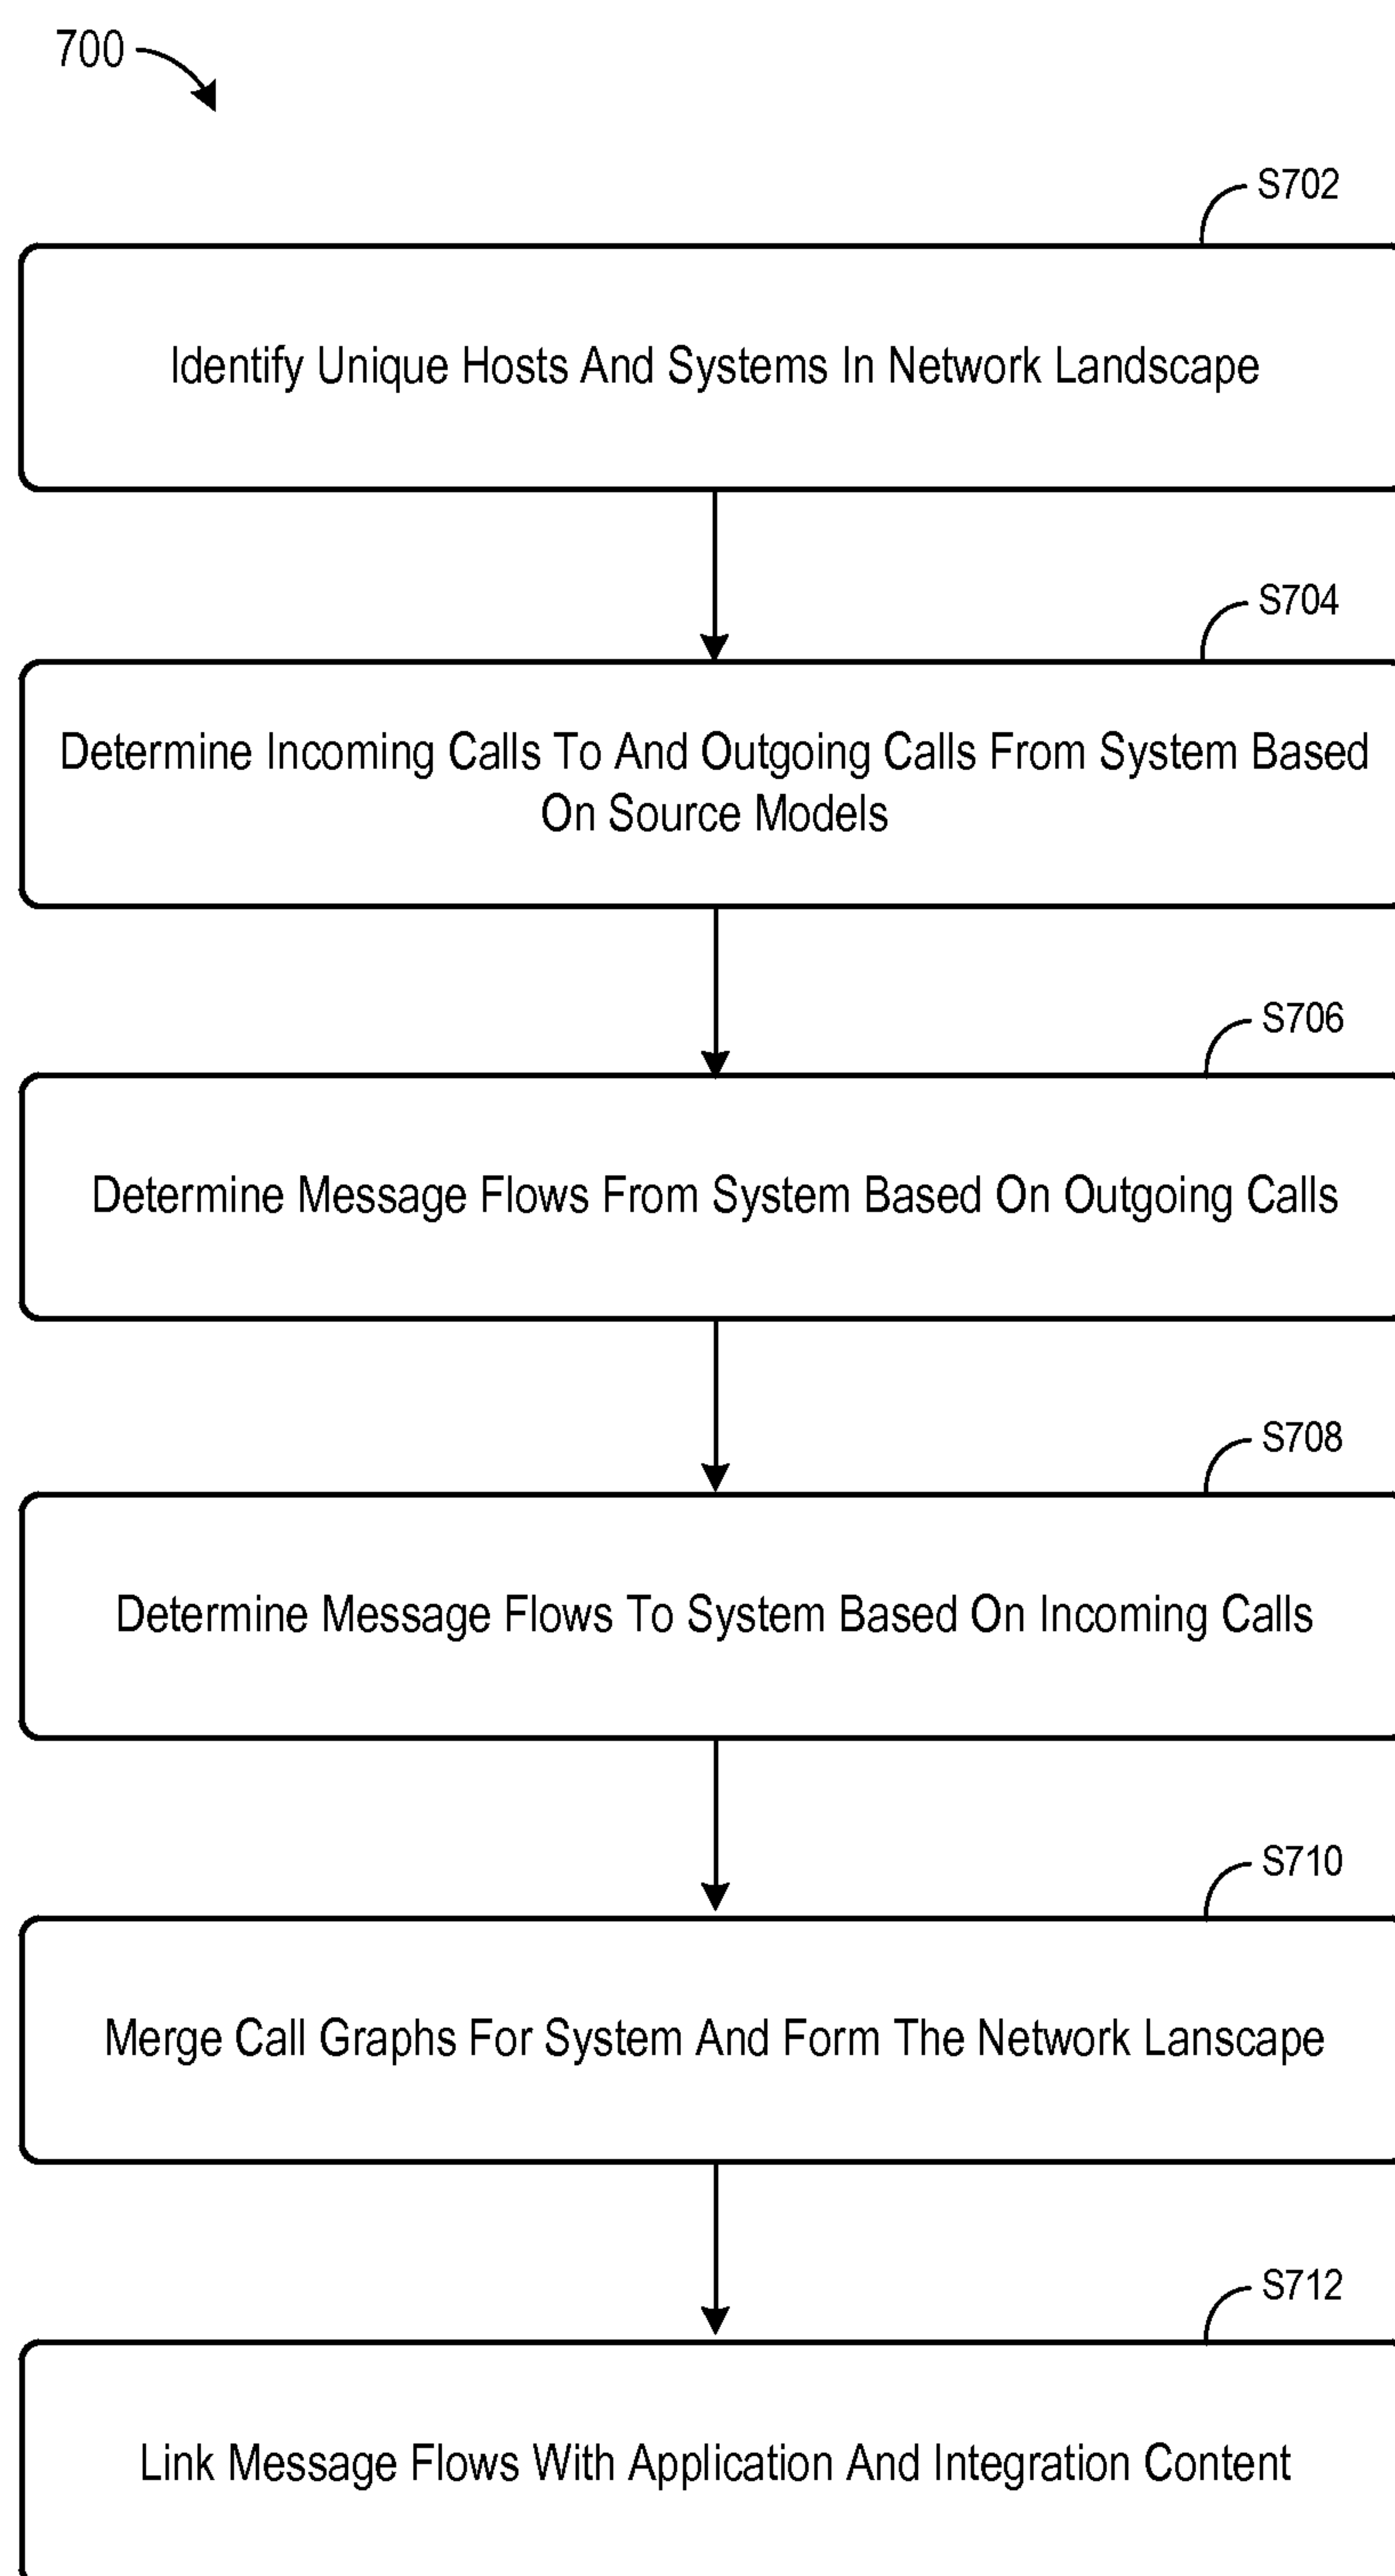 700
S702
Identify Unique Hosts And Systems In Network Landscape
S704
Determine Incoming Calls To And Outgoing Calls From System Based
On Source Models
S706
Determine Message Flows From System Based On Outgoing Calls
S708
Determine Message Flows To System Based On Incoming Calls
S710
Merge Call Graphs For System And Form The Network Lanscape
S712
Link Message Flows With Application And Integration Content